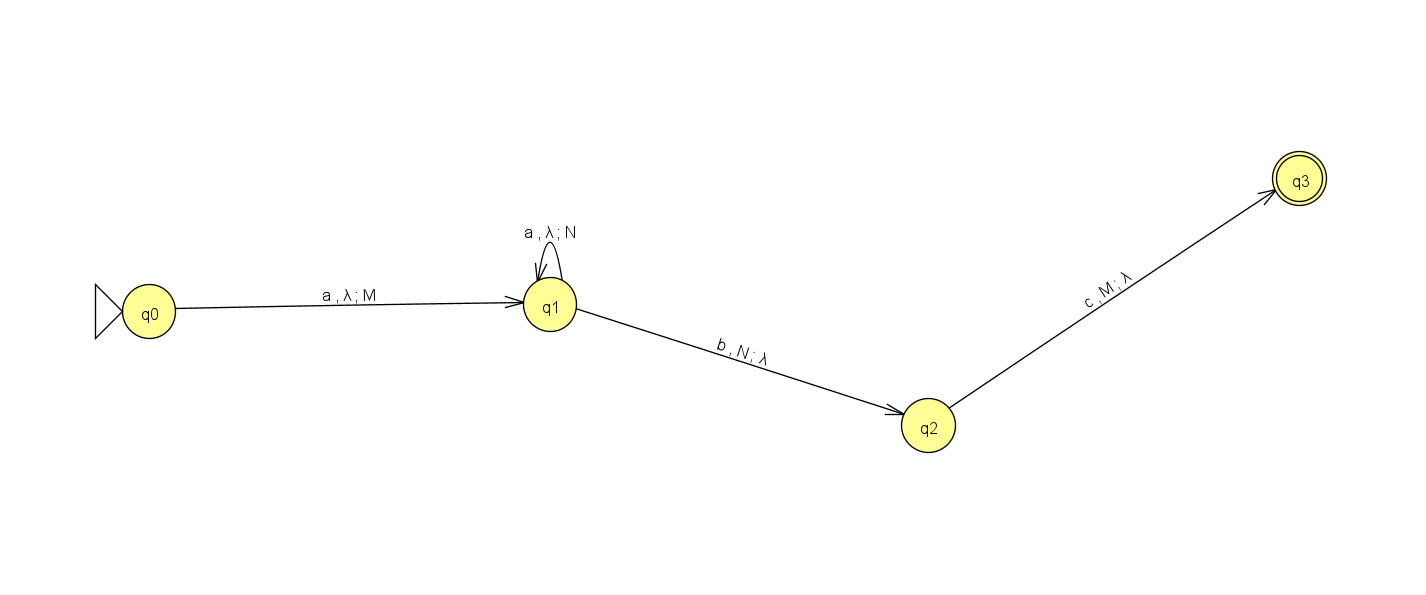 q3
a , λ ; N
c , M ; λ
a , λ ; M
q0
q1
b , N ; λ
q2